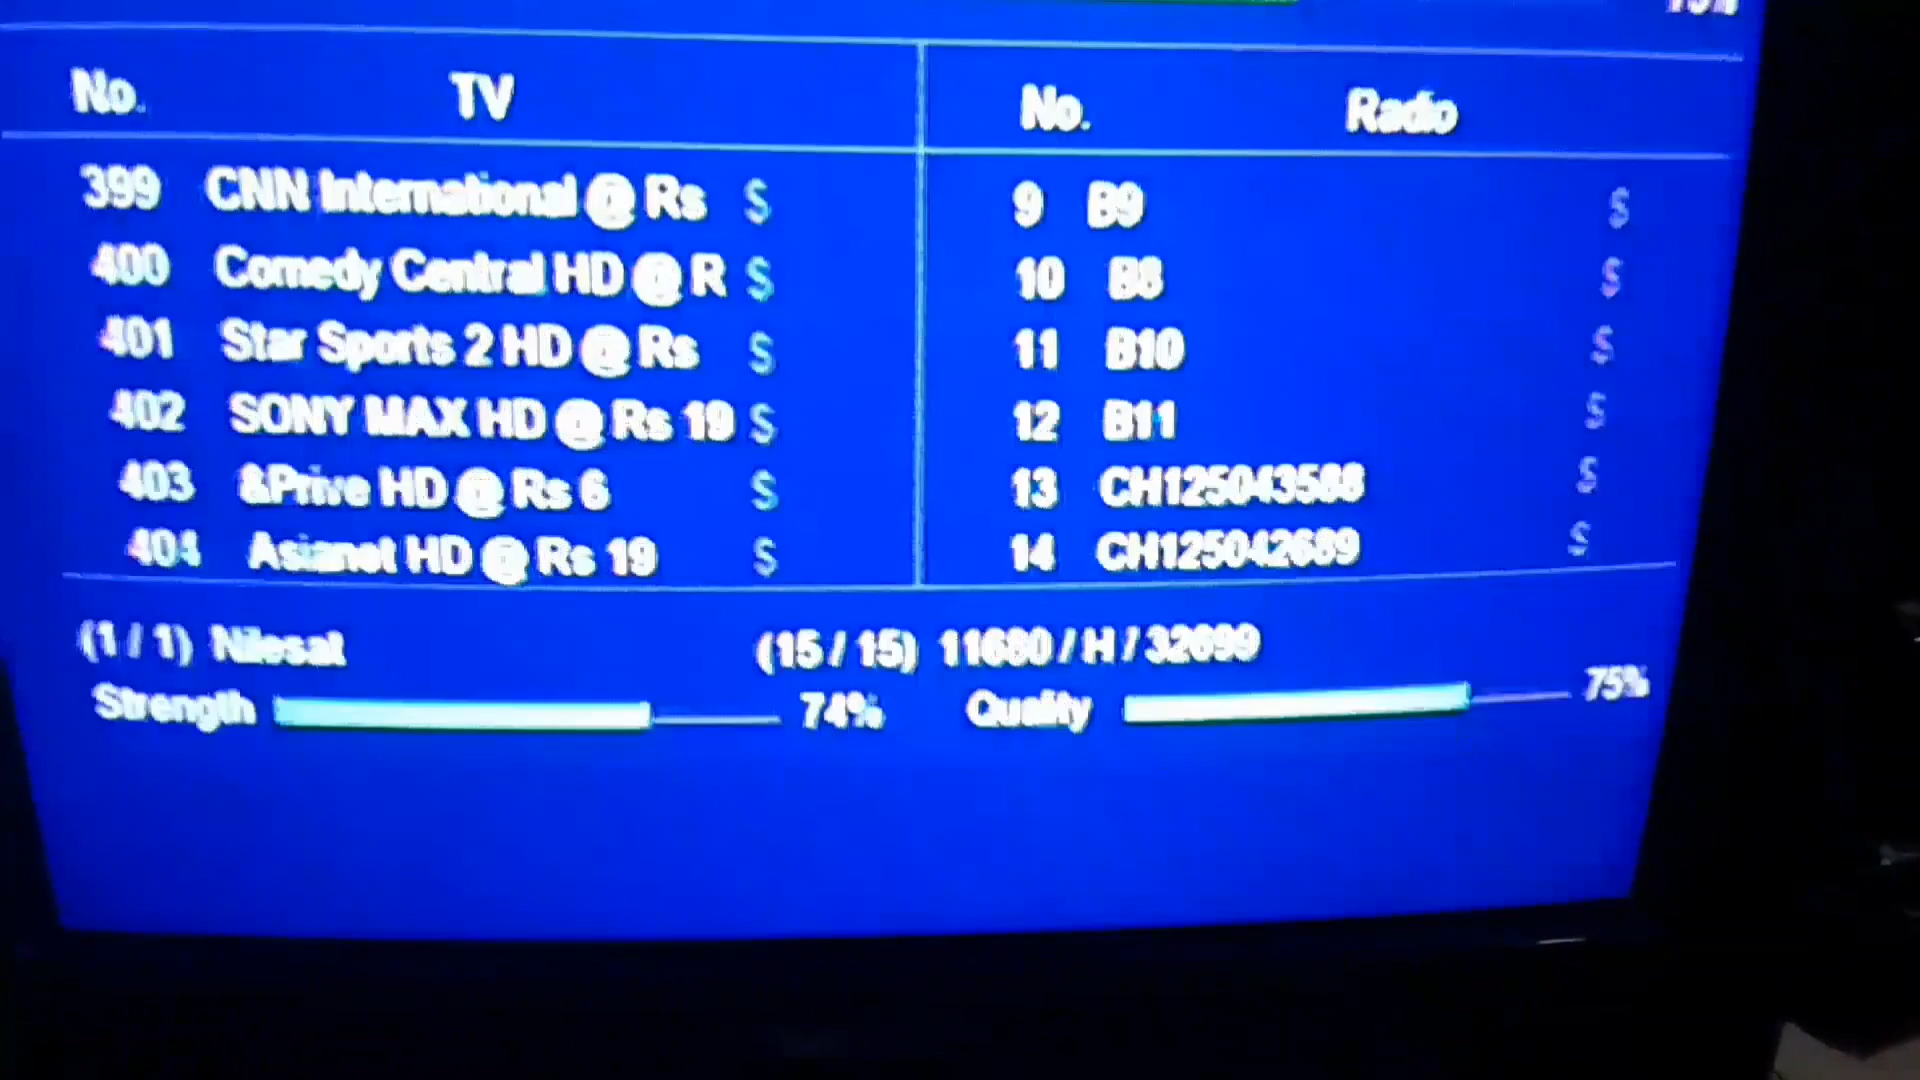 No. TV No. Radio
399 CNN International @ Rs $ 9 B9 $
400 Comedy Central HD @ R $ 10 B8 $
401 Star Sports 2 HD @ Rs $ 11 B10 $
402 SONY MAX HD @ Rs 19 $ 12 B11 $
403 &Prive HD @ Rs 6 $ 13 CH125043588 $
404 Asianet HD @ Rs 19 $ 14 CH125042689 $
(1 / 1) Nilesat (15 / 15) 11680 / H / 32699
Strength 74% Quality 75%